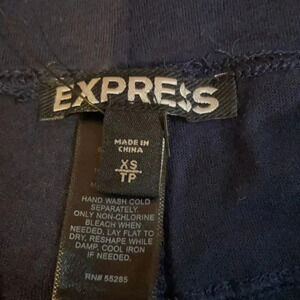 EXPRESS
MADE IN
CHINA
XS
TP
HAND WASH COLD
SEPARATELY.
ONLY NON-CHLORINE
BLEACH WHEN
NEEDED. LAY FLAT TO
DRY. RESHAPE WHILE
DAMP. COOL IRON
IF NEEDED.
RN# 55285